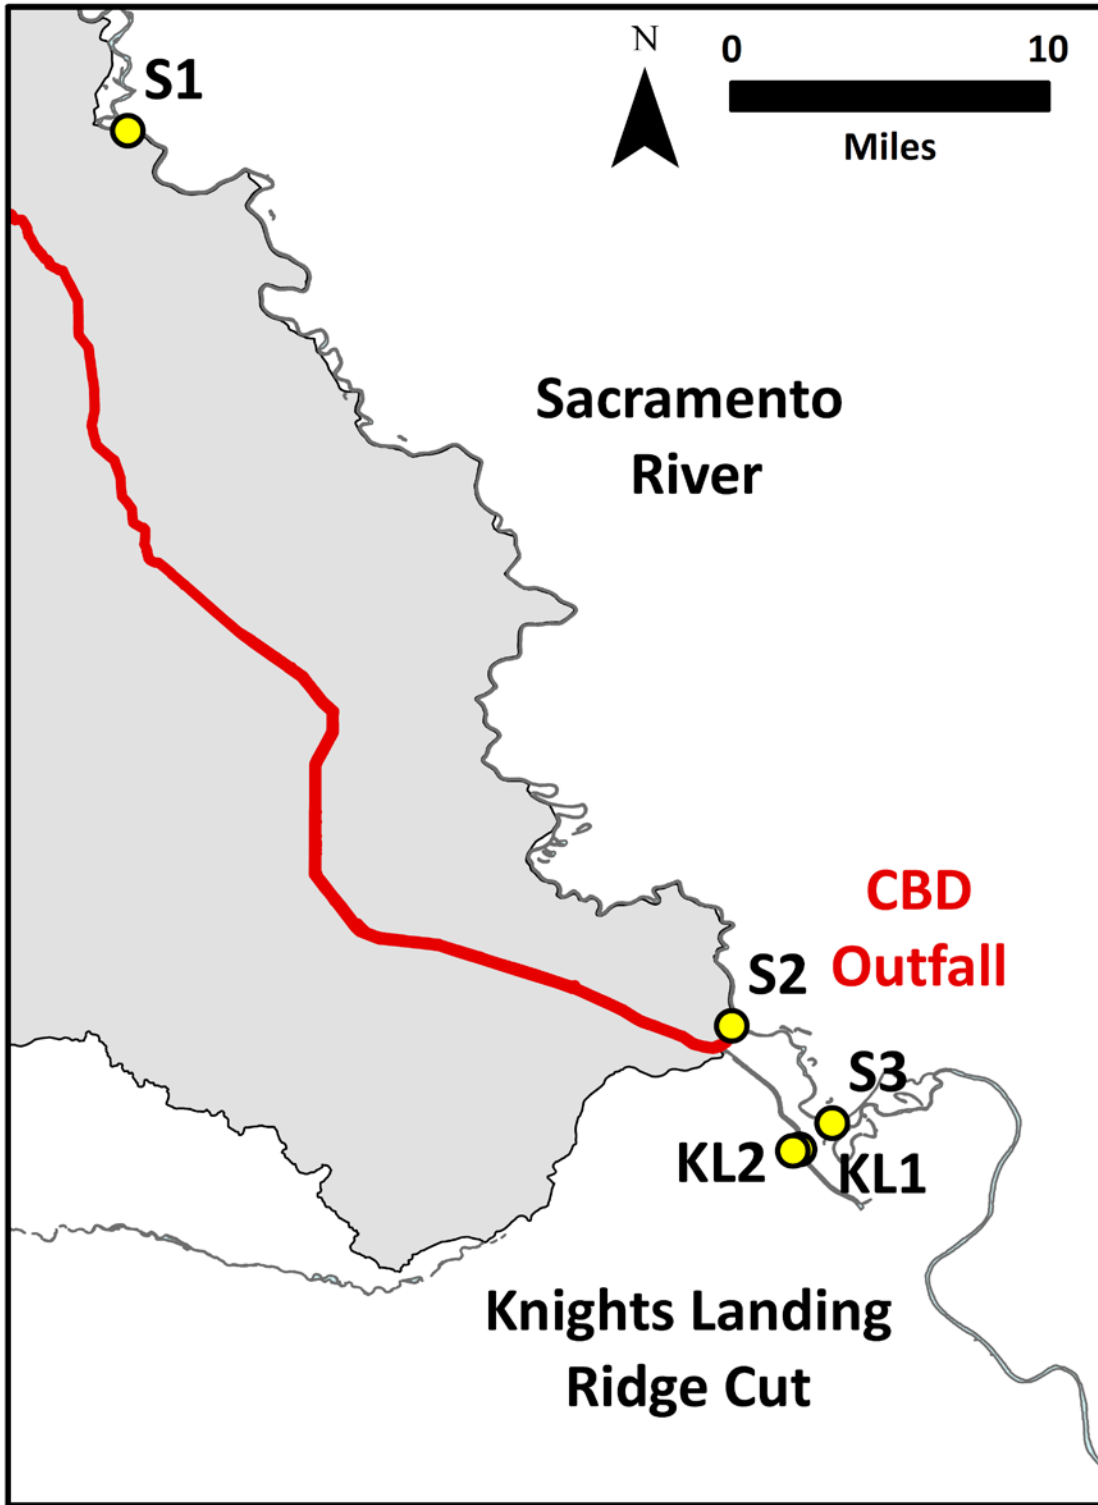 N
0 10
Miles
S1
Sacramento
River
CBD
Outfall
S2
S3
KL2
KL1
Knights Landing
Ridge Cut